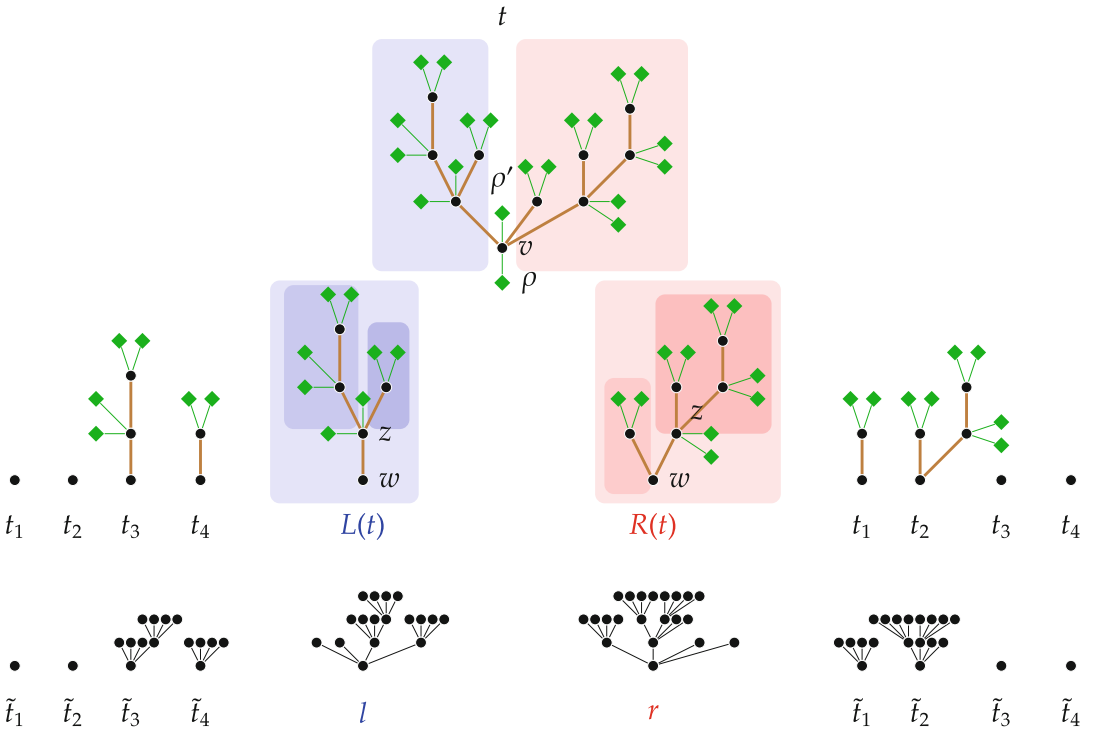 t
ρ′
v
ρ
z
w
z
w
t₁ t₂ t₃ t₄ L(t) R(t) t₁ t₂ t₃ t₄
t̃₁ t̃₂ t̃₃ t̃₄ l r t̃₁ t̃₂ t̃₃ t̃₄